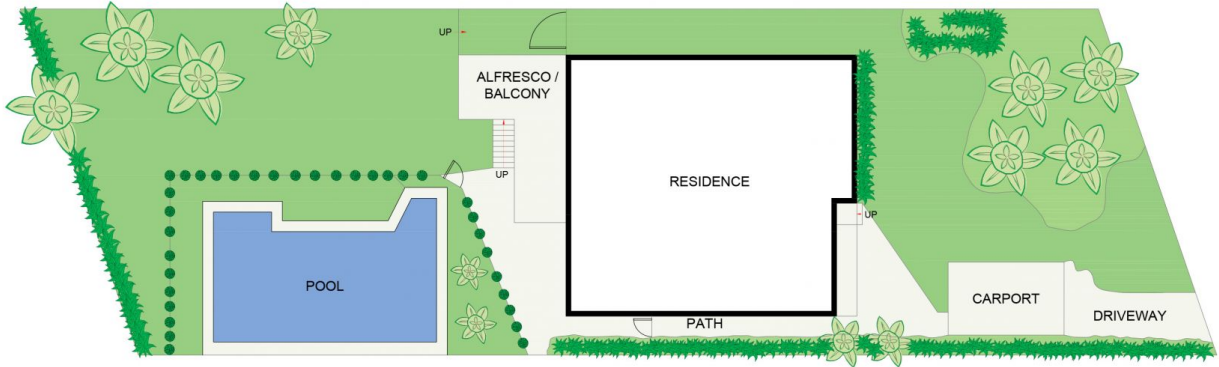 UP
ALFRESCO /
BALCONY
UP
RESIDENCE
UP
POOL
CARPORT
DRIVEWAY
PATH